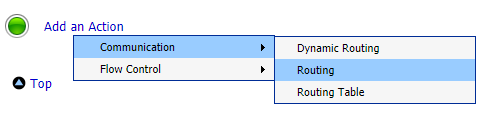 Add an Action
Communication
Dynamic Routing
Flow Control
Routing
Top
Routing Table